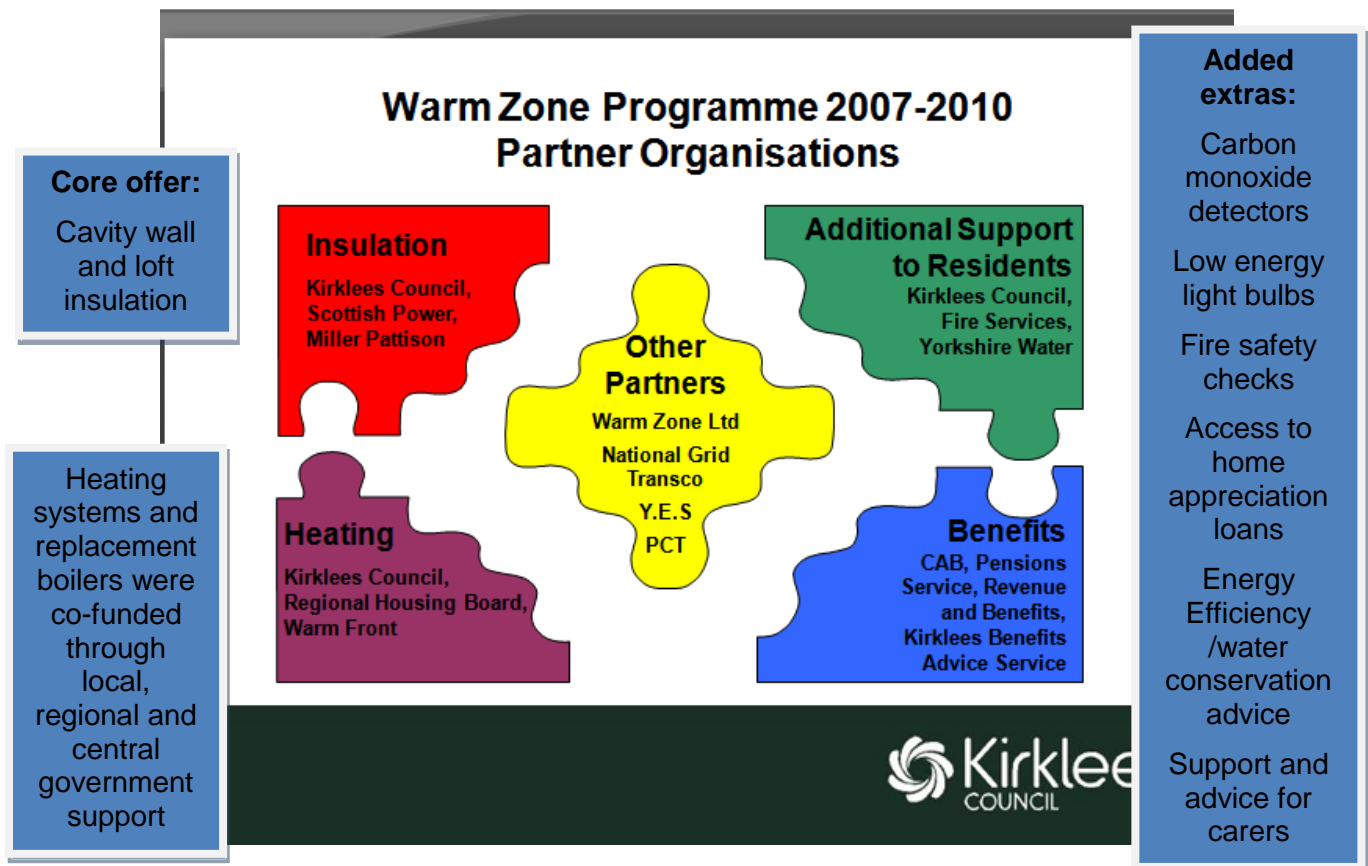 Warm Zone Programme 2007-2010
Partner Organisations
Core offer:
Cavity wall
and loft
insulation
Heating
systems and
replacement
boilers were
co-funded
through
local,
regional and
central
government
support
Insulation
Kirklees Council,
Scottish Power,
Miller Pattison
Additional Support
to Residents
Kirklees Council,
Fire Services,
Yorkshire Water
Other
Partners
Warm Zone Ltd
National Grid
Transco
Y.E.S
PCT
Heating
Kirklees Council,
Regional Housing Board,
Warm Front
Benefits
CAB, Pensions
Service, Revenue
and Benefits,
Kirklees Benefits
Advice Service
Kirklee
COUNCIL
Added
extras:
Carbon
monoxide
detectors
Low energy
light bulbs
Fire safety
checks
Access to
home
appreciation
loans
Energy
Efficiency
/water
conservation
advice
Support and
advice for
carers